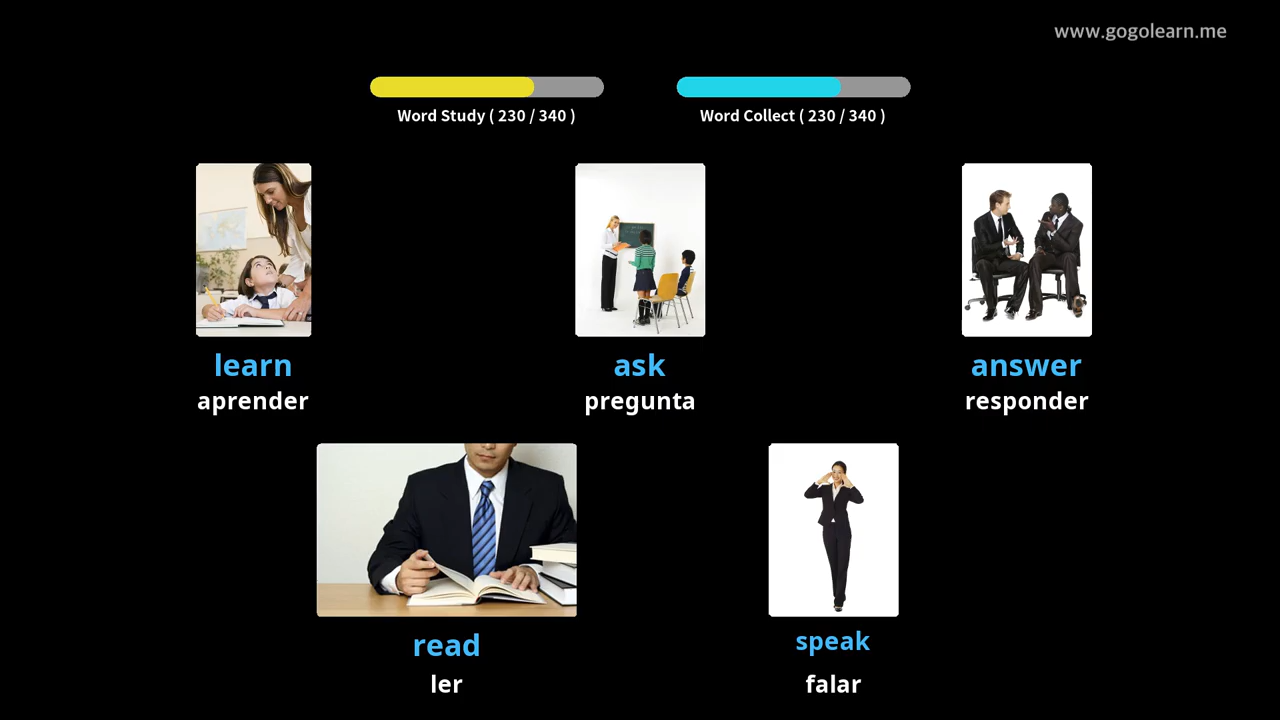 www.gogolearn.me
Word Study ( 230 / 340 )
Word Collect ( 230 / 340 )
learn
aprender
ask
pregunta
answer
responder
read
ler
speak
falar